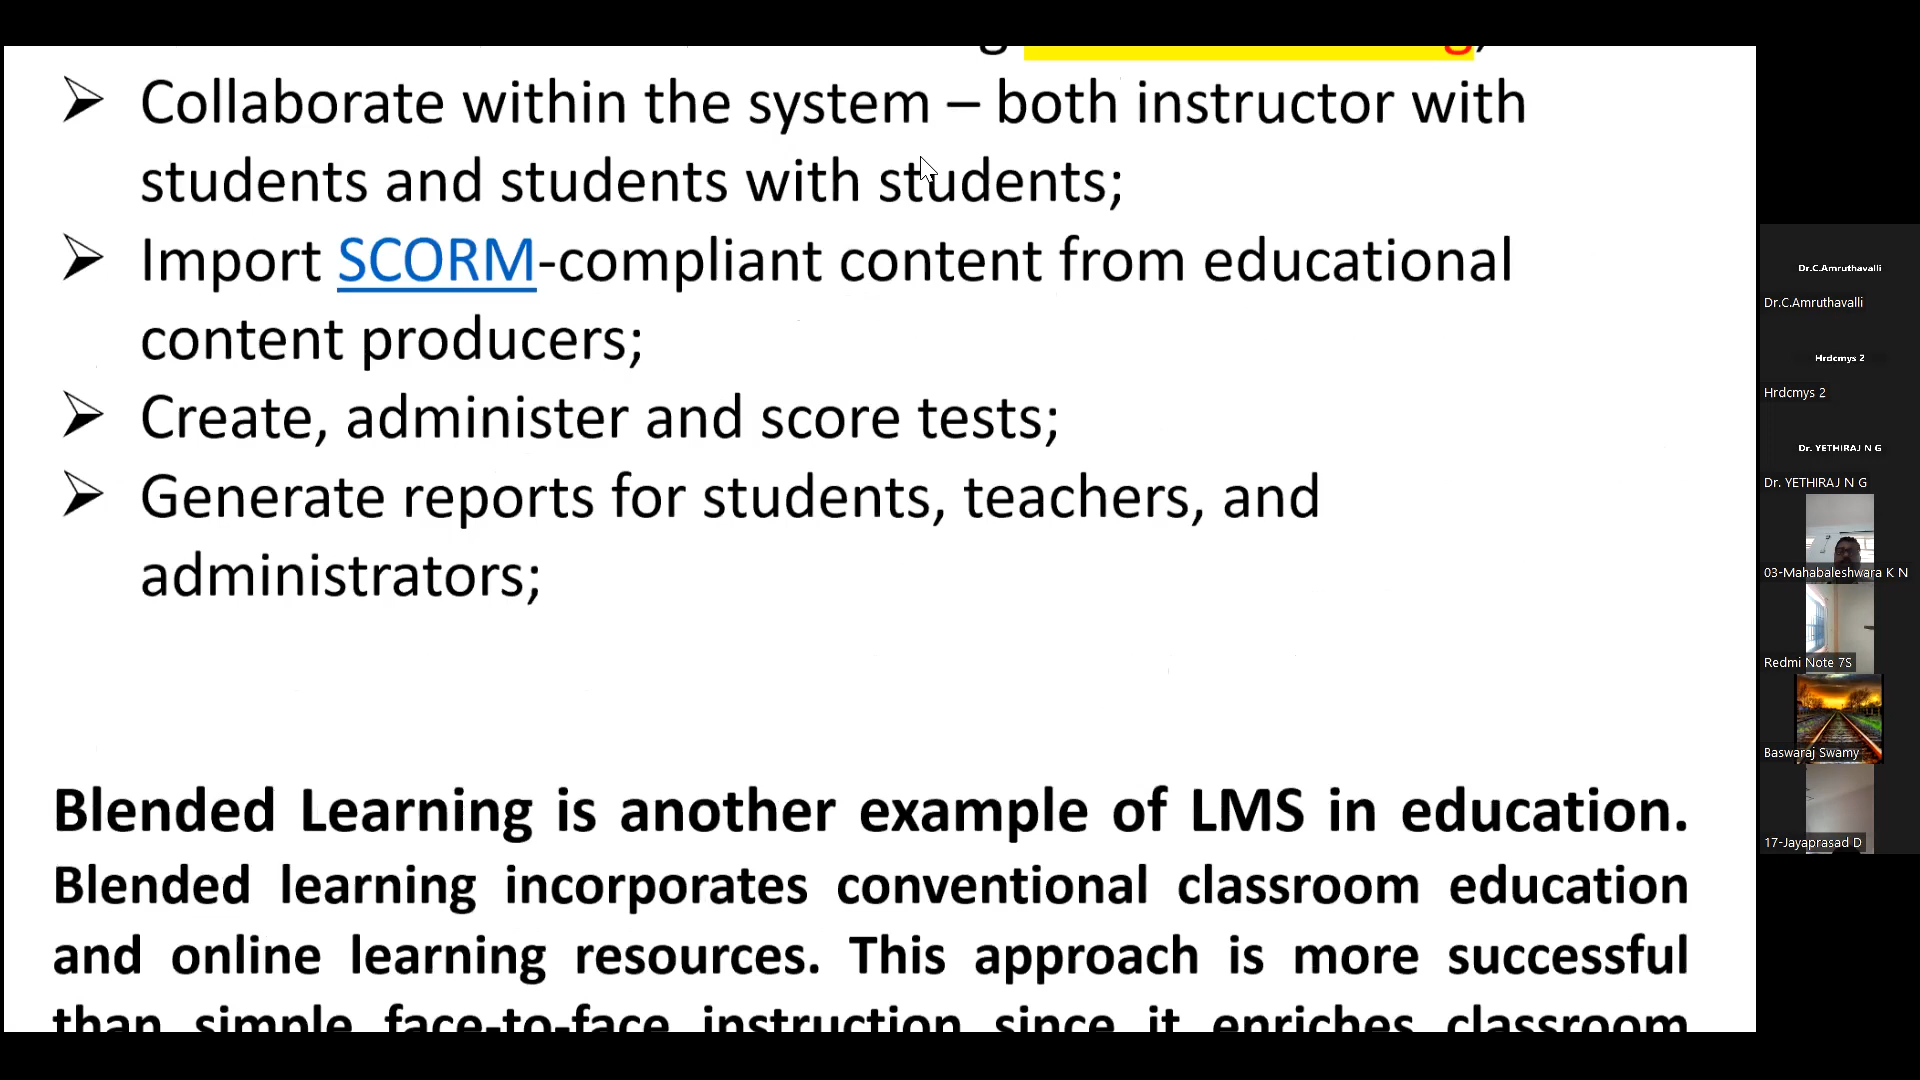 ➢ Collaborate within the system – both instructor with
students and students with students;
➢ Import SCORM-compliant content from educational
content producers;
➢ Create, administer and score tests;
➢ Generate reports for students, teachers, and
administrators;
Blended Learning is another example of LMS in education.
Blended learning incorporates conventional classroom education
and online learning resources. This approach is more successful
than simple face-to-face instruction since it enriches classroom
Dr.C.Amruthavalli
Dr.C.Amruthavalli
Hrdcmys 2
Hrdcmys 2
Dr. YETHIRAJ N G
Dr. YETHIRAJ N G
03-Mahabaleshwara K N
Redmi Note 7S
Baswaraj Swamy
17-Jayaprasad D